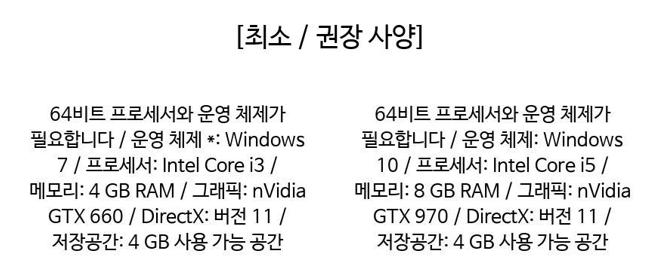 [최소 / 권장 사양]
64비트 프로세서와 운영 체제가
필요합니다 / 운영 체제 *: Windows
7 / 프로세서: Intel Core i3 /
메모리: 4 GB RAM / 그래픽: nVidia
GTX 660 / DirectX: 버전 11 /
저장공간: 4 GB 사용 가능 공간
64비트 프로세서와 운영 체제가
필요합니다 / 운영 체제: Windows
10 / 프로세서: Intel Core i5 /
메모리: 8 GB RAM / 그래픽: nVidia
GTX 970 / DirectX: 버전 11 /
저장공간: 4 GB 사용 가능 공간